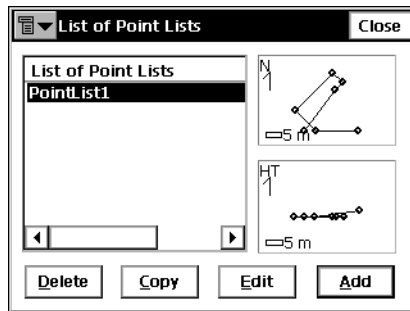 List of Point Lists
Close
List of Point Lists
PointList1
N
5 m
HT
5 m
Delete
Copy
Edit
Add